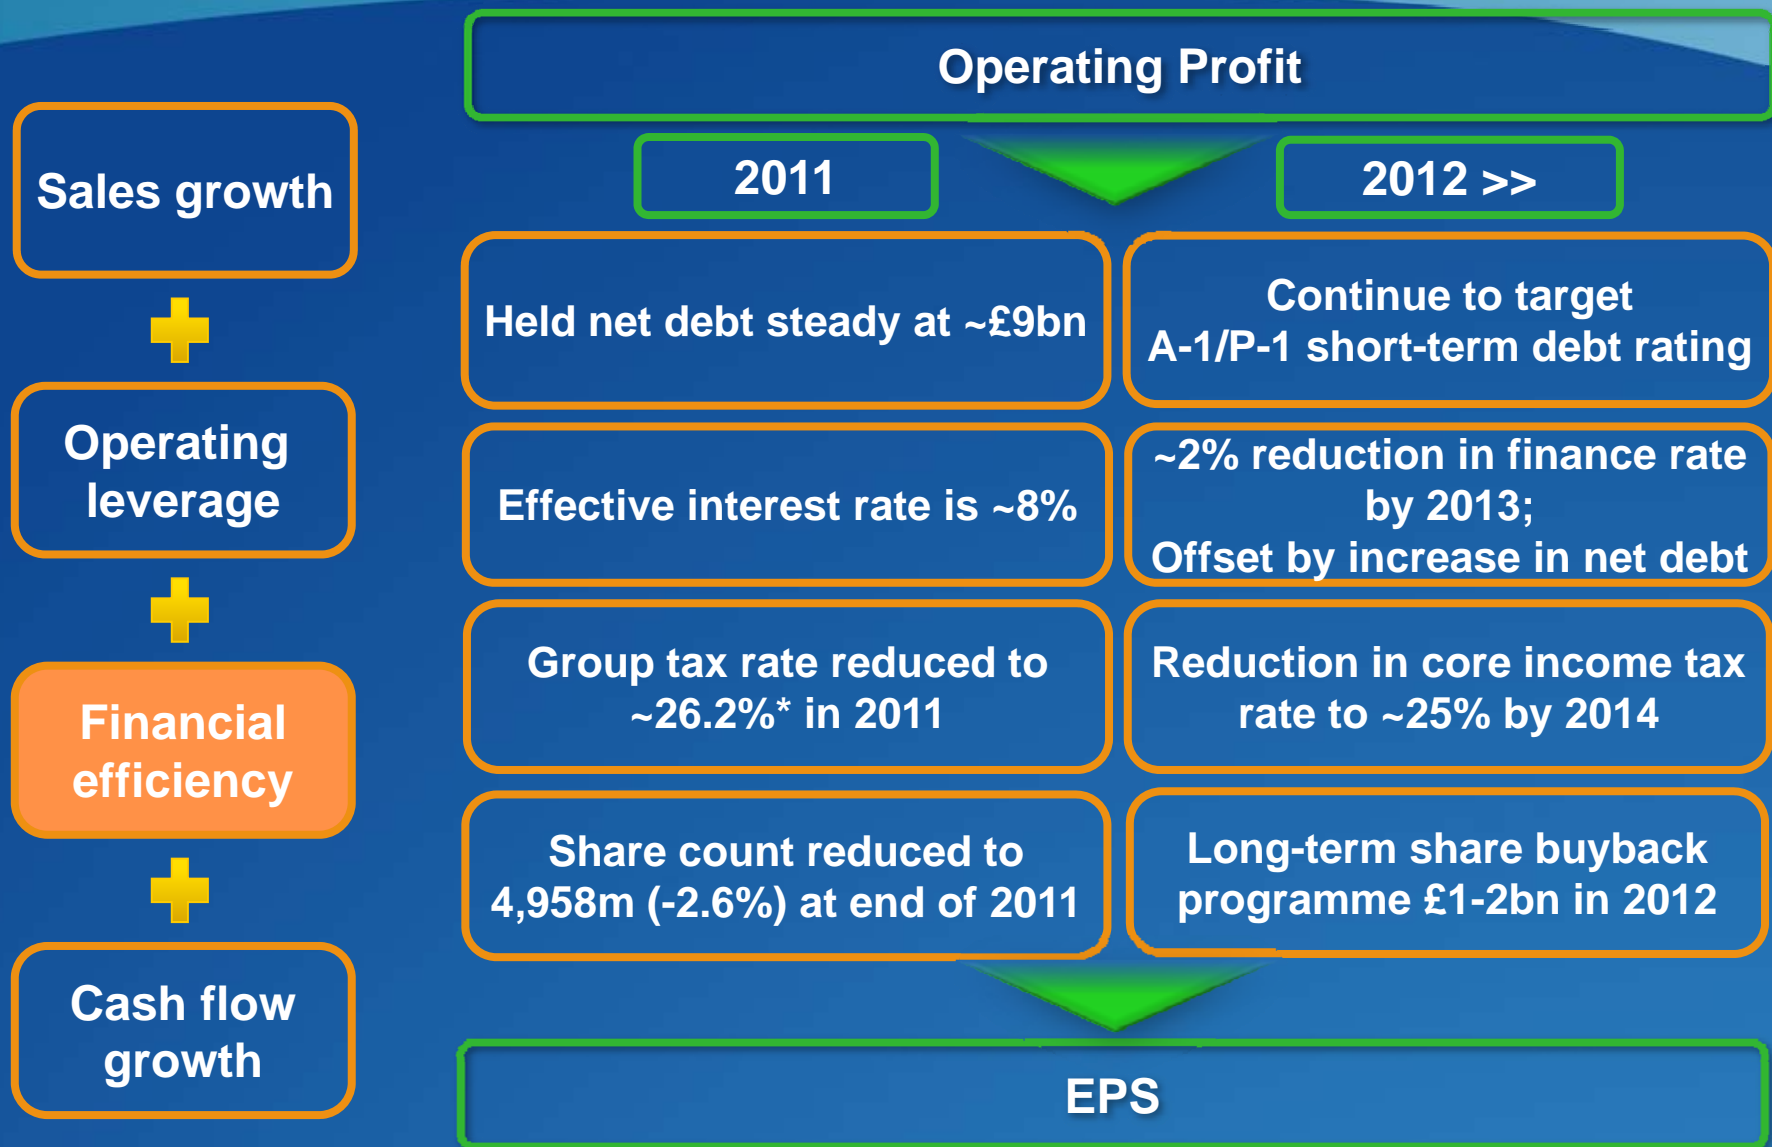 Operating Profit
Sales growth
Operating
leverage
Financial
efficiency
Cash flow
growth
2011
2012 >>
Held net debt steady at ~£9bn
Continue to target
A-1/P-1 short-term debt rating
Effective interest rate is ~8%
~2% reduction in finance rate
by 2013;
Offset by increase in net debt
Group tax rate reduced to
~26.2%* in 2011
Reduction in core income tax
rate to ~25% by 2014
Share count reduced to
4,958m (-2.6%) at end of 2011
Long-term share buyback
programme £1-2bn in 2012
EPS